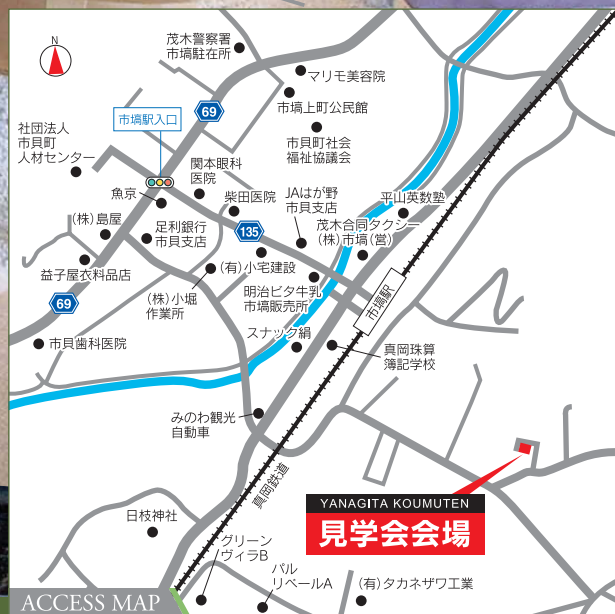 N
茂木警察署
市塙駐在所
マリモ美容院
69
市塙上町公民館
市塙駅入口
市貝町社会
福祉協議会
社団法人
市貝町
人材センター
関本眼科
医院
魚京
柴田医院
JAはが野
市貝支店
平山英数塾
(株)島屋
足利銀行
市貝支店
135
茂木合同タクシー
(株)市塙(営)
(有)小宅建設
益子屋衣料品店
(株)小堀
作業所
明治ビタ牛乳
市塙販売所
市塙駅
69
スナック絹
市貝歯科医院
真岡珠算
簿記学校
みのわ観光
自動車
真岡鉄道
YANAGITA KOUMUTEN
見学会会場
日枝神社
グリーン
ヴィラB
パル
リベールA
(有)タカネザワ工業
ACCESS MAP